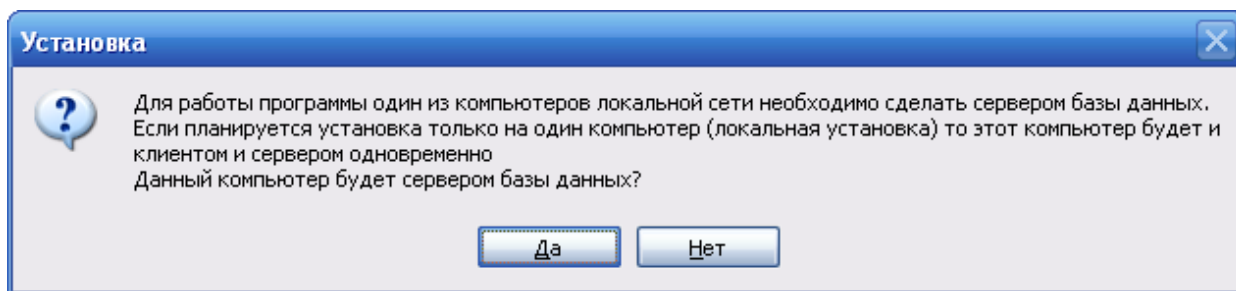 Установка
Для работы программы один из компьютеров локальной сети необходимо сделать сервером базы данных.
Если планируется установка только на один компьютер (локальная установка) то этот компьютер будет и
клиентом и сервером одновременно
Данный компьютер будет сервером базы данных?
Да
Нет